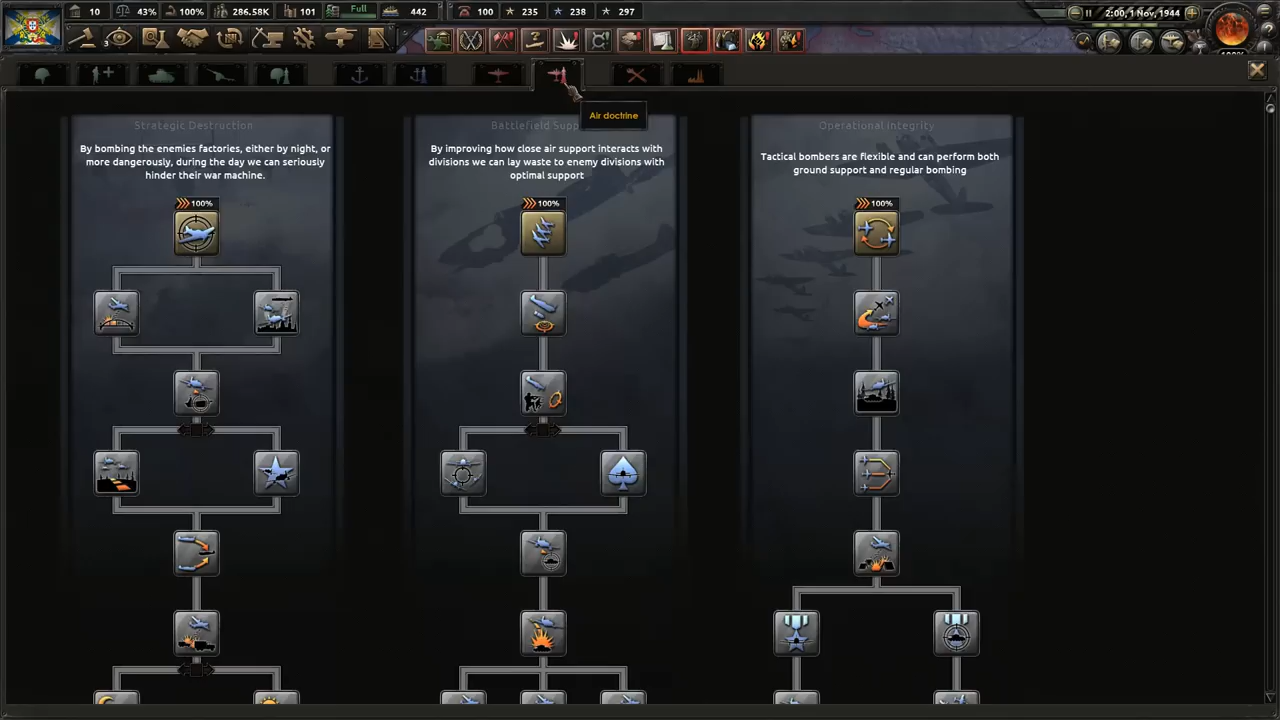 10 43% 100% 286.58K 101 Full 442 100 235 238 297 2:00, 1 Nov, 1944
3
100%
Air doctrine
Strategic Destruction
By bombing the enemies factories, either by night, or
more dangerously, during the day we can seriously
hinder their war machine.
100%
Battlefield Supp
By improving how close air support interacts with
divisions we can lay waste to enemy divisions with
optimal support
100%
Operational Integrity
Tactical bombers are flexible and can perform both
ground support and regular bombing
100%